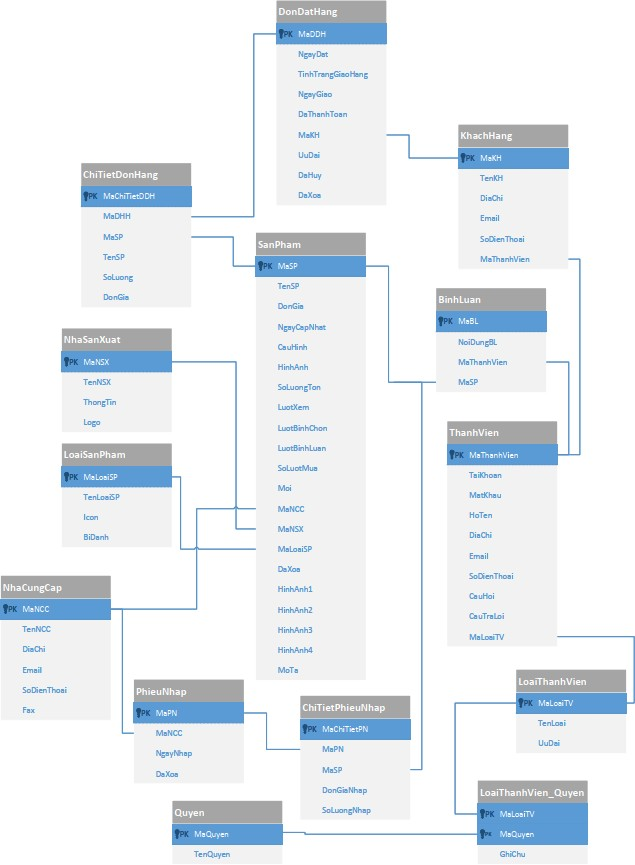 DonDatHang
PK MaDDH
NgayDat
TinhTrangGiaoHang
NgayGiao
DaThanhToan
MaKH
UuDai
DaHuy
DaXoa
KhachHang
PK MaKH
TenKH
DiaChi
Email
SoDienThoai
MaThanhVien
ChiTietDonHang
PK MaChiTietDDH
MaDHH
MaSP
TenSP
SoLuong
DonGia
SanPham
PK MaSP
TenSP
DonGia
NgayCapNhat
CauHinh
HinhAnh
SoLuongTon
LuotXem
LuotBinhChon
LuotBinhLuan
SoLuotMua
Moi
MaNCC
MaNSX
MaLoaiSP
DaXoa
HinhAnh1
HinhAnh2
HinhAnh3
HinhAnh4
MoTa
BinhLuan
PK MaBL
NoiDungBL
MaThanhVien
MaSP
NhaSanXuat
PK MaNSX
TenNSX
ThongTin
Logo
LoaiSanPham
PK MaLoaiSP
TenLoaiSP
Icon
BiDanh
ThanhVien
PK MaThanhVien
TaiKhoan
MatKhau
HoTen
DiaChi
Email
SoDienThoai
CauHoi
CauTraLoi
MaLoaiTV
NhaCungCap
PK MaNCC
TenNCC
DiaChi
Email
SoDienThoai
Fax
PhieuNhap
PK MaPN
MaNCC
NgayNhap
DaXoa
ChiTietPhieuNhap
PK MaChiTietPN
MaPN
MaSP
DonGiaNhap
SoLuongNhap
LoaiThanhVien
PK MaLoaiTV
TenLoai
UuDai
LoaiThanhVien_Quyen
PK MaLoaiTV
PK MaQuyen
GhiChu
Quyen
PK MaQuyen
TenQuyen